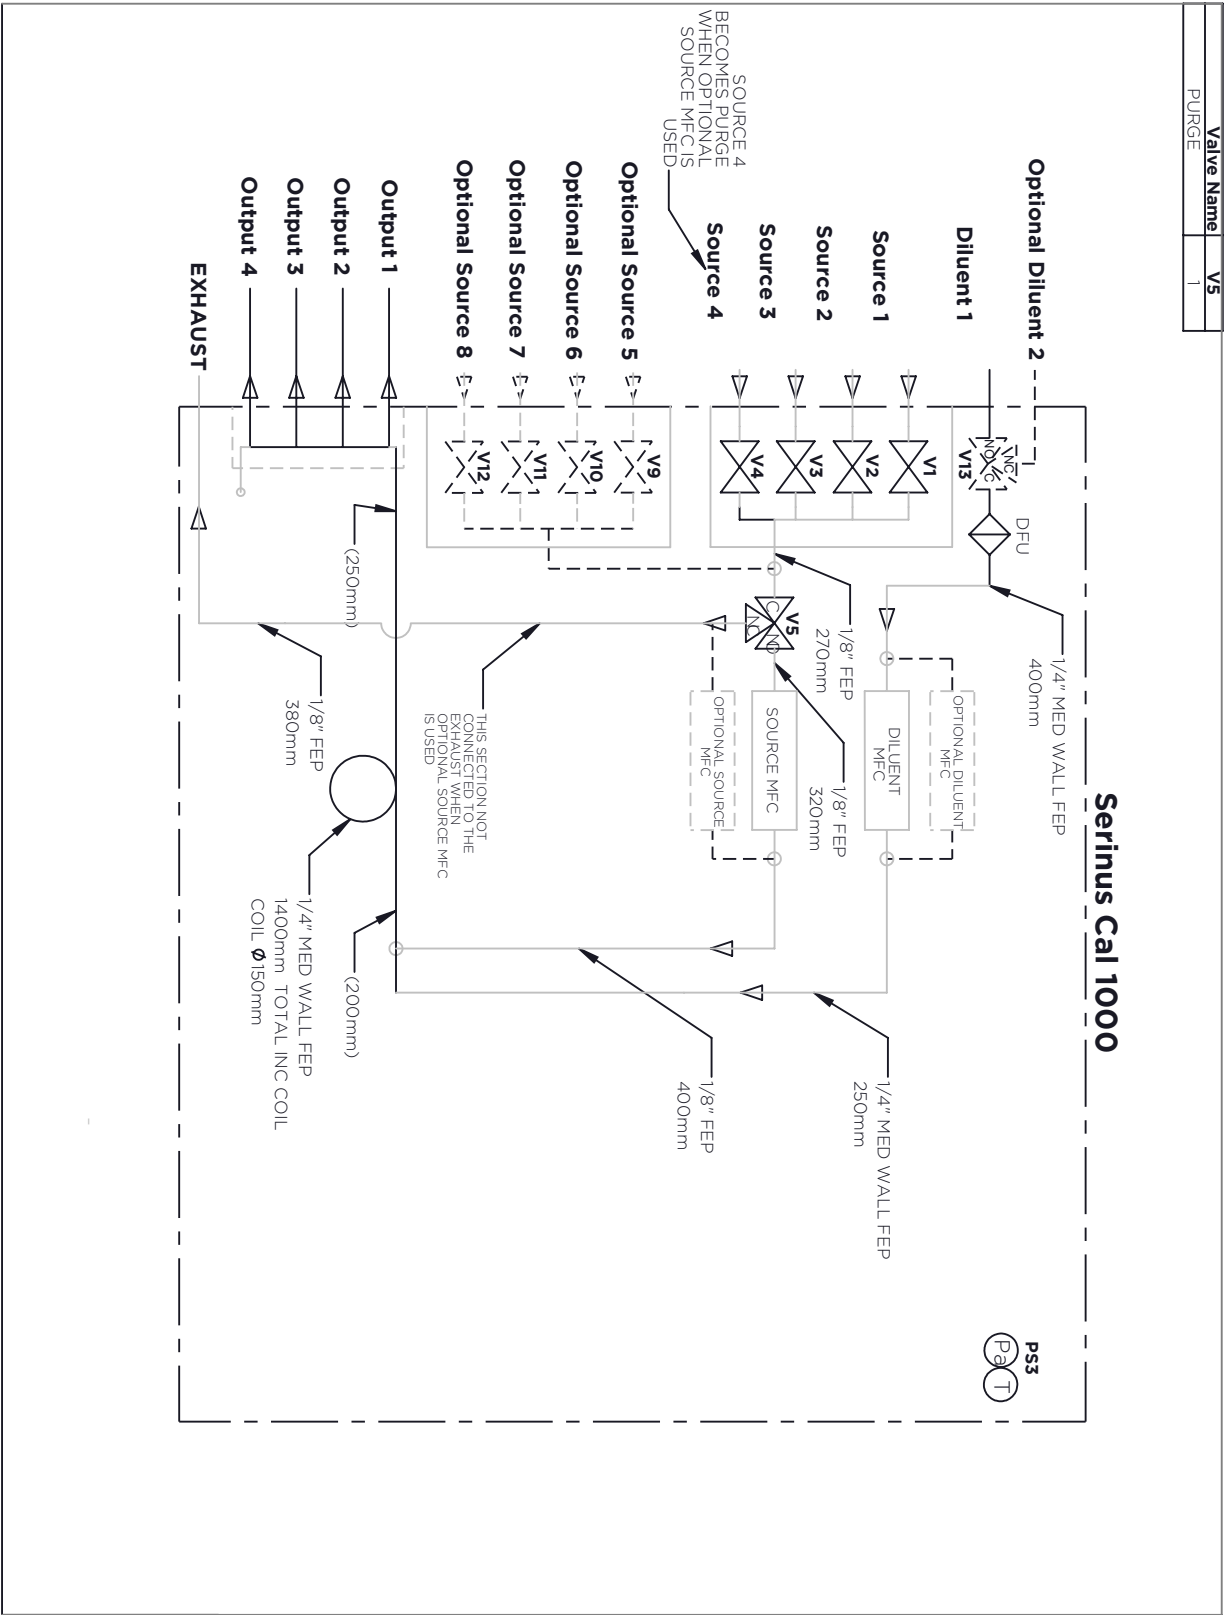 Valve Name
V5
PURGE
1
Serinus Cal 1000
Optional Diluent 2
Diluent 1
Source 1
Source 2
Source 3
Source 4
SOURCE 4
BECOMES PURGE
WHEN OPTIONAL
SOURCE MFC IS
USED
Optional Source 5
Optional Source 6
Optional Source 7
Optional Source 8
Output 1
Output 2
Output 3
Output 4
EXHAUST
NC
NO
C
V13
V1
V2
V3
V4
V9
V10
V11
V12
DFU
1/4" MED WALL FEP
400mm
1/8" FEP
270mm
V5
C
NO
NC
1/8" FEP
320mm
OPTIONAL DILUENT
MFC
DILUENT
MFC
SOURCE MFC
OPTIONAL SOURCE
MFC
THIS SECTION NOT
CONNECTED TO THE
EXHAUST WHEN
OPTIONAL SOURCE MFC
IS USED
(250mm)
1/8" FEP
380mm
1/4" MED WALL FEP
1400mm TOTAL INC COIL
COIL Ø150mm
(200mm)
1/8" FEP
400mm
1/4" MED WALL FEP
250mm
PS3
Pa
T